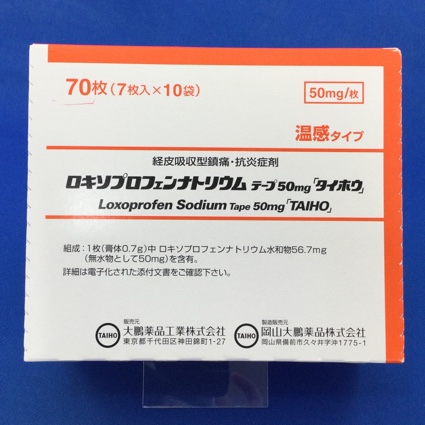 70枚(7枚入×10袋)
50mg/枚
温感タイプ
経皮吸収型鎮痛・抗炎症剤
ロキソプロフェンナトリウム テープ50mg「タイホウ」
Loxoprofen Sodium Tape 50mg「TAIHO」
組成:1枚(膏体0.7g)中 ロキソプロフェンナトリウム水和物56.7mg
(無水物として50mg)を含有。
詳細は電子化された添付文書をご確認下さい。
販売元
TAIHO 大鵬薬品工業株式会社
東京都千代田区神田錦町1-27
製造販売元
TAIHO 岡山大鵬薬品株式会社
岡山県備前市久々井字沖1775-1